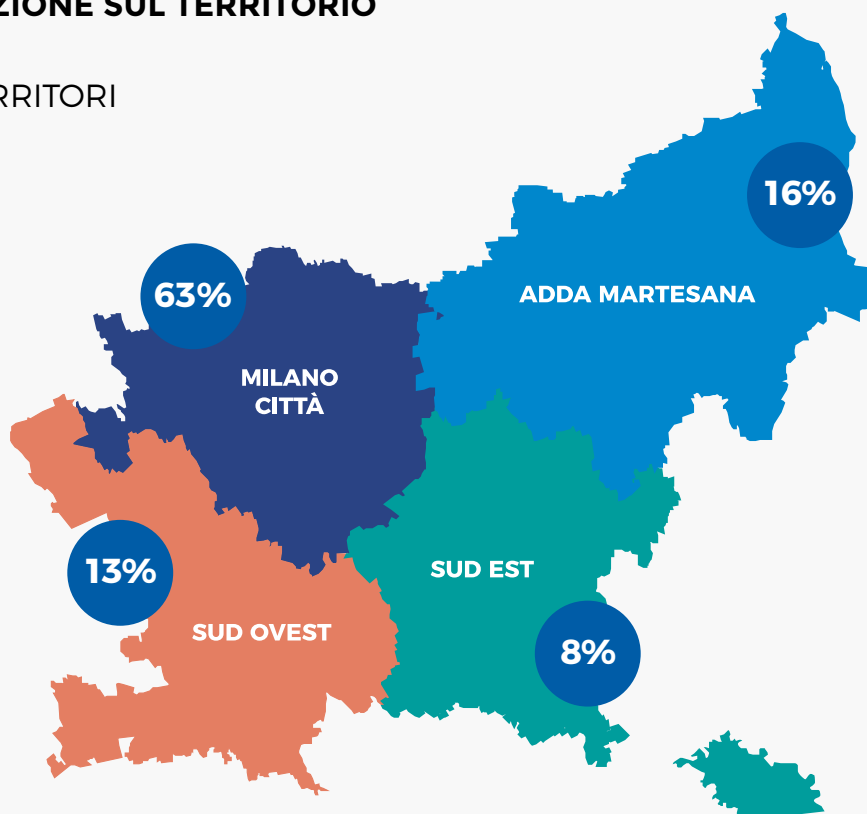 ZIONE SUL TERRITORIO
RRITORI
16%
63%
ADDA MARTESANA
MILANO
CITTÀ
13%
SUD EST
SUD OVEST
8%